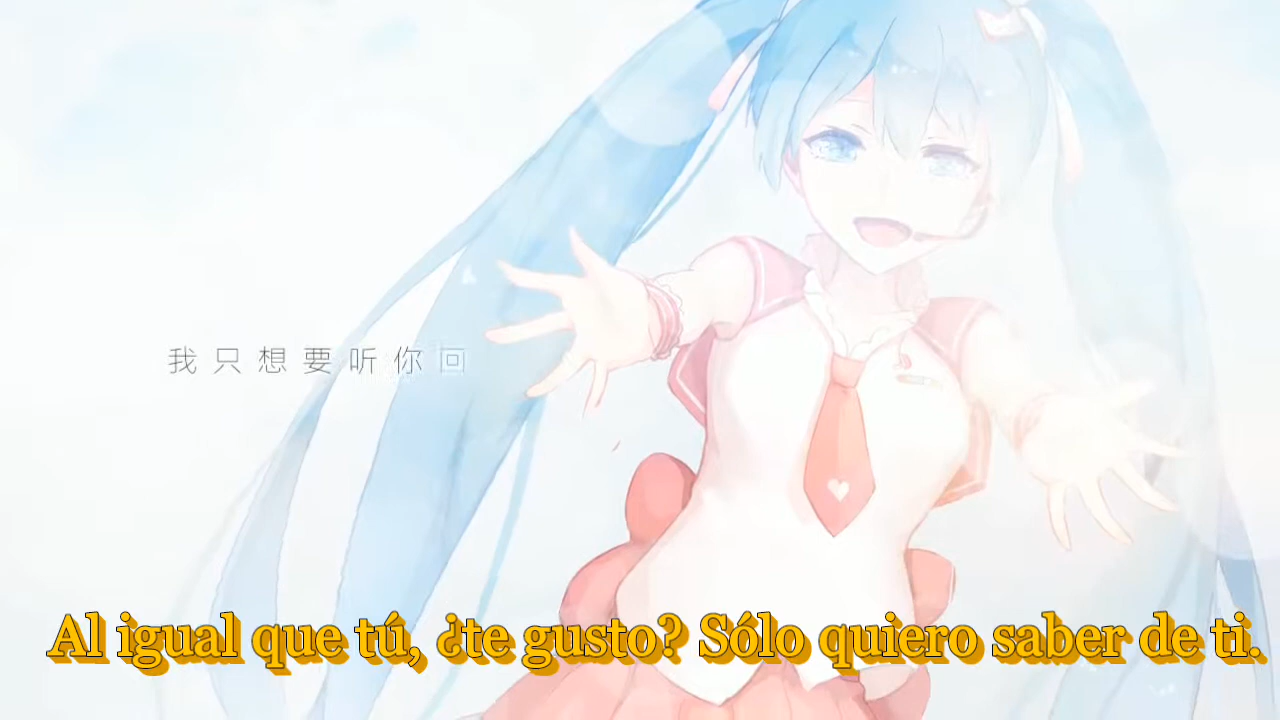 我只想要听你回
Al igual que tú, ¿te gusto? Sólo quiero saber de ti.